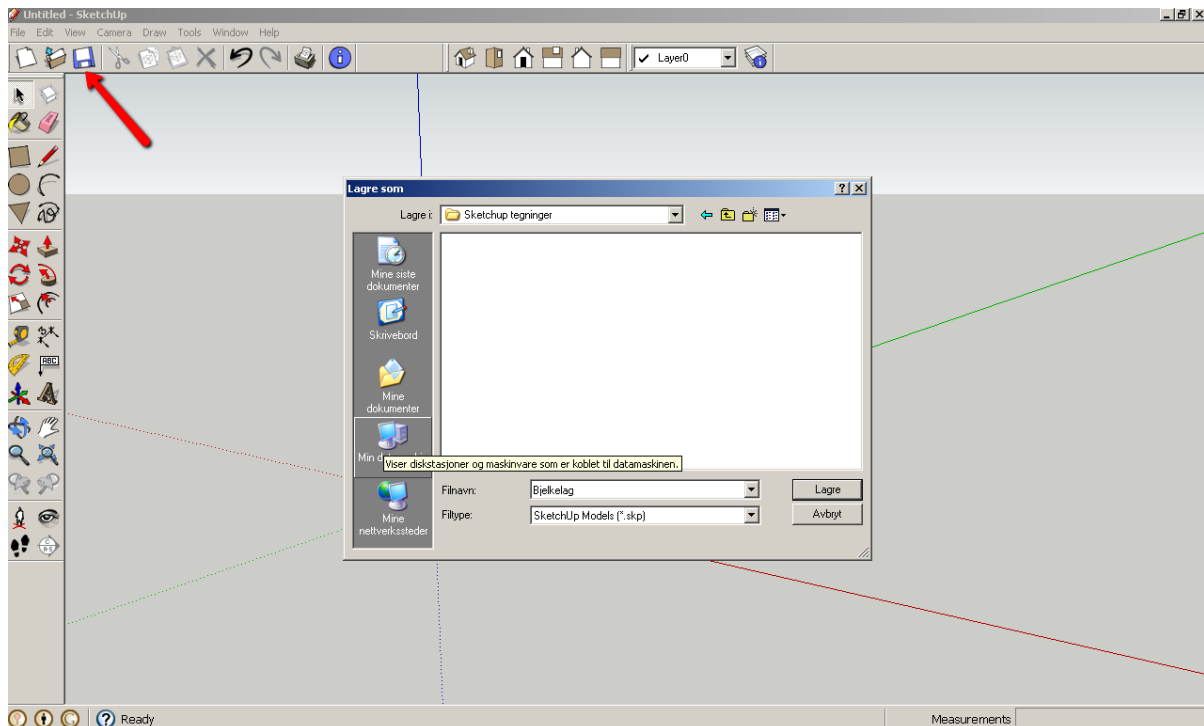 Untitled - SketchUp
File Edit View Camera Draw Tools Window Help
Layer0
ABC
Lagre som
Lagre i:
Sketchup tegninger
Mine siste
dokumenter
Skrivebord
Mine
dokumenter
Min d
Viser diskstasjoner og maskinvare som er koblet til datamaskinen.
Mine
nettverkssteder
Filnavn:
Bjelkelag
Lagre
Filtype:
SketchUp Models (*.skp)
Avbryt
Ready
Measurements